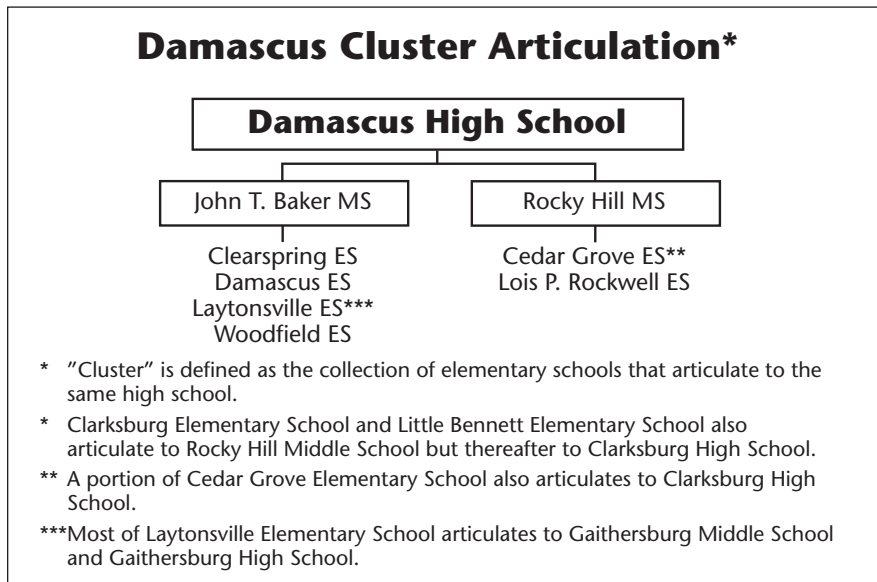 Damascus Cluster Articulation*
Damascus High School
John T. Baker MS
Rocky Hill MS
Clearspring ES
Damascus ES
Laytonsville ES***
Woodfield ES
Cedar Grove ES**
Lois P. Rockwell ES
* "Cluster" is defined as the collection of elementary schools that articulate to the
same high school.
* Clarksburg Elementary School and Little Bennett Elementary School also
articulate to Rocky Hill Middle School but thereafter to Clarksburg High School.
** A portion of Cedar Grove Elementary School also articulates to Clarksburg High
School.
***Most of Laytonsville Elementary School articulates to Gaithersburg Middle School
and Gaithersburg High School.